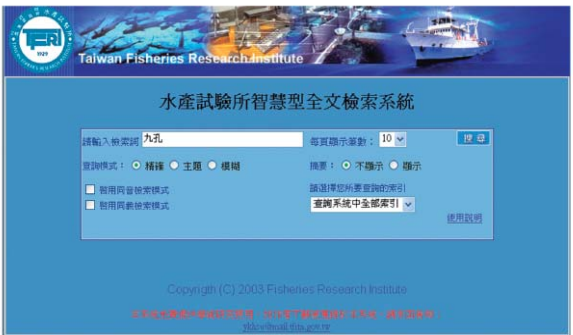 TFRI
1929
Taiwan Fisheries Research Institute
水產試驗所智慧型全文檢索系統
請輸入檢索詞 九孔 每頁顯示筆數： 10 搜尋
查詢模式： 精確 主題 模糊 摘要： 不顯示 顯示
啟用同音檢索模式 請選擇您所要查詢的索引
啟用同義檢索模式 查詢系統中全部索引
使用說明
Copyrigth (C) 2003 Fisheries Research Institute